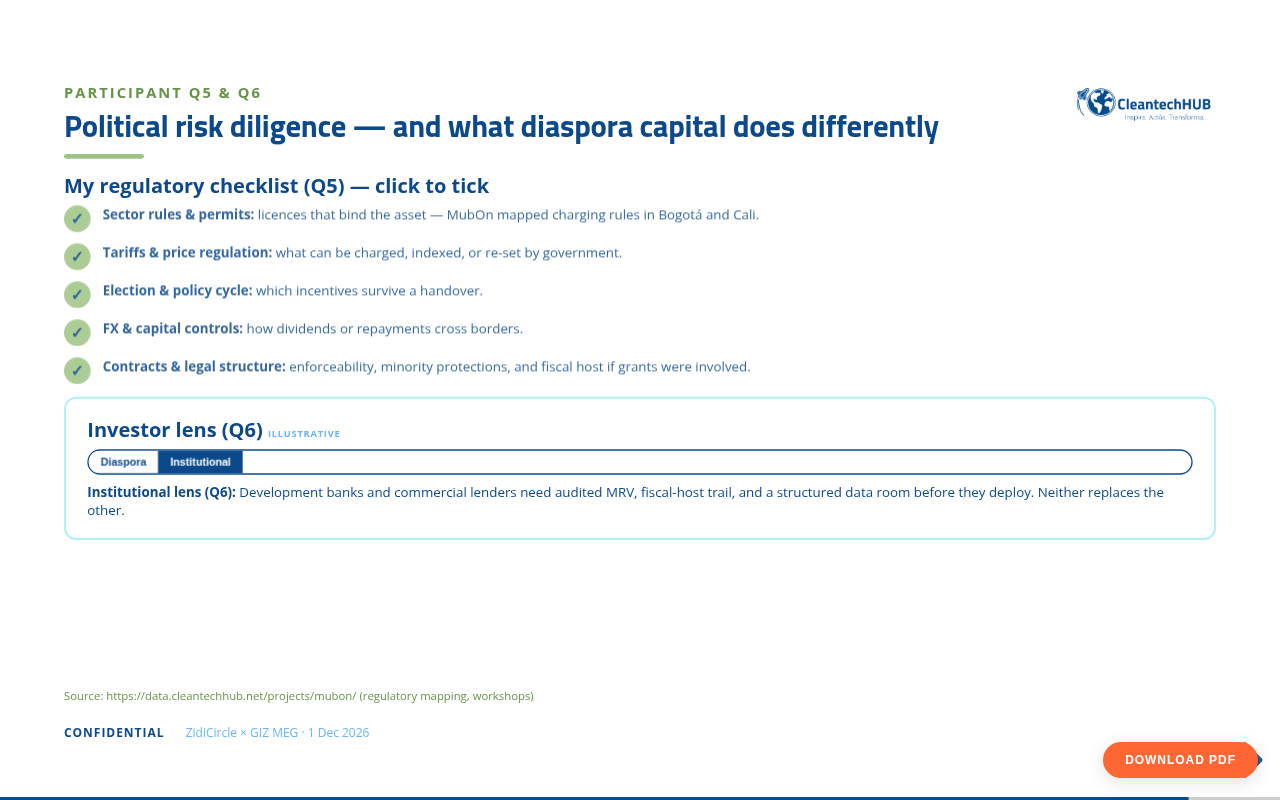 PARTICIPANT Q5 & Q6
Political risk diligence — and what diaspora capital does differently
CleantechHUB
Inspira. Actúa. Transforma.
My regulatory checklist (Q5) — click to tick
✓ Sector rules & permits: licences that bind the asset — MubOn mapped charging rules in Bogotá and Cali.
✓ Tariffs & price regulation: what can be charged, indexed, or re-set by government.
✓ Election & policy cycle: which incentives survive a handover.
✓ FX & capital controls: how dividends or repayments cross borders.
✓ Contracts & legal structure: enforceability, minority protections, and fiscal host if grants were involved.
Investor lens (Q6) ILLUSTRATIVE
Diaspora Institutional
Institutional lens (Q6): Development banks and commercial lenders need audited MRV, fiscal-host trail, and a structured data room before they deploy. Neither replaces the
other.
Source: https://data.cleantechhub.net/projects/mubon/ (regulatory mapping, workshops)
CONFIDENTIAL ZidiCircle × GIZ MEG · 1 Dec 2026
DOWNLOAD PDF